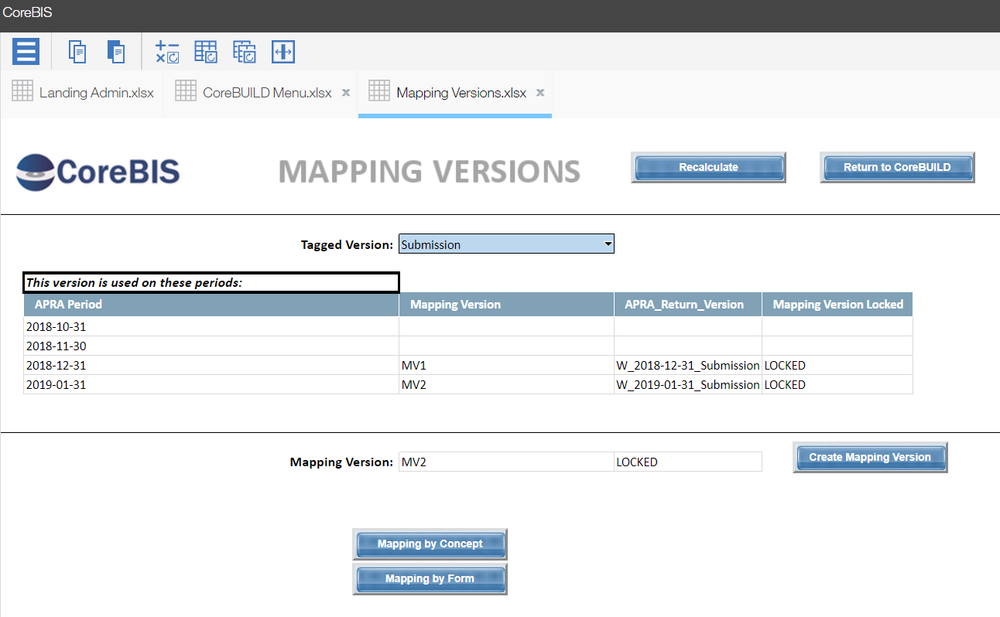 CoreBIS
Landing Admin.xlsx
CoreBUILD Menu.xlsx
Mapping Versions.xlsx
CoreBIS
MAPPING VERSIONS
Recalculate
Return to CoreBUILD
Tagged Version: Submission
This version is used on these periods:
APRA Period Mapping Version APRA_Return_Version Mapping Version Locked
2018-10-31
2018-11-30
2018-12-31 MV1 W_2018-12-31_Submission LOCKED
2019-01-31 MV2 W_2019-01-31_Submission LOCKED
Mapping Version: MV2 LOCKED
Create Mapping Version
Mapping by Concept
Mapping by Form